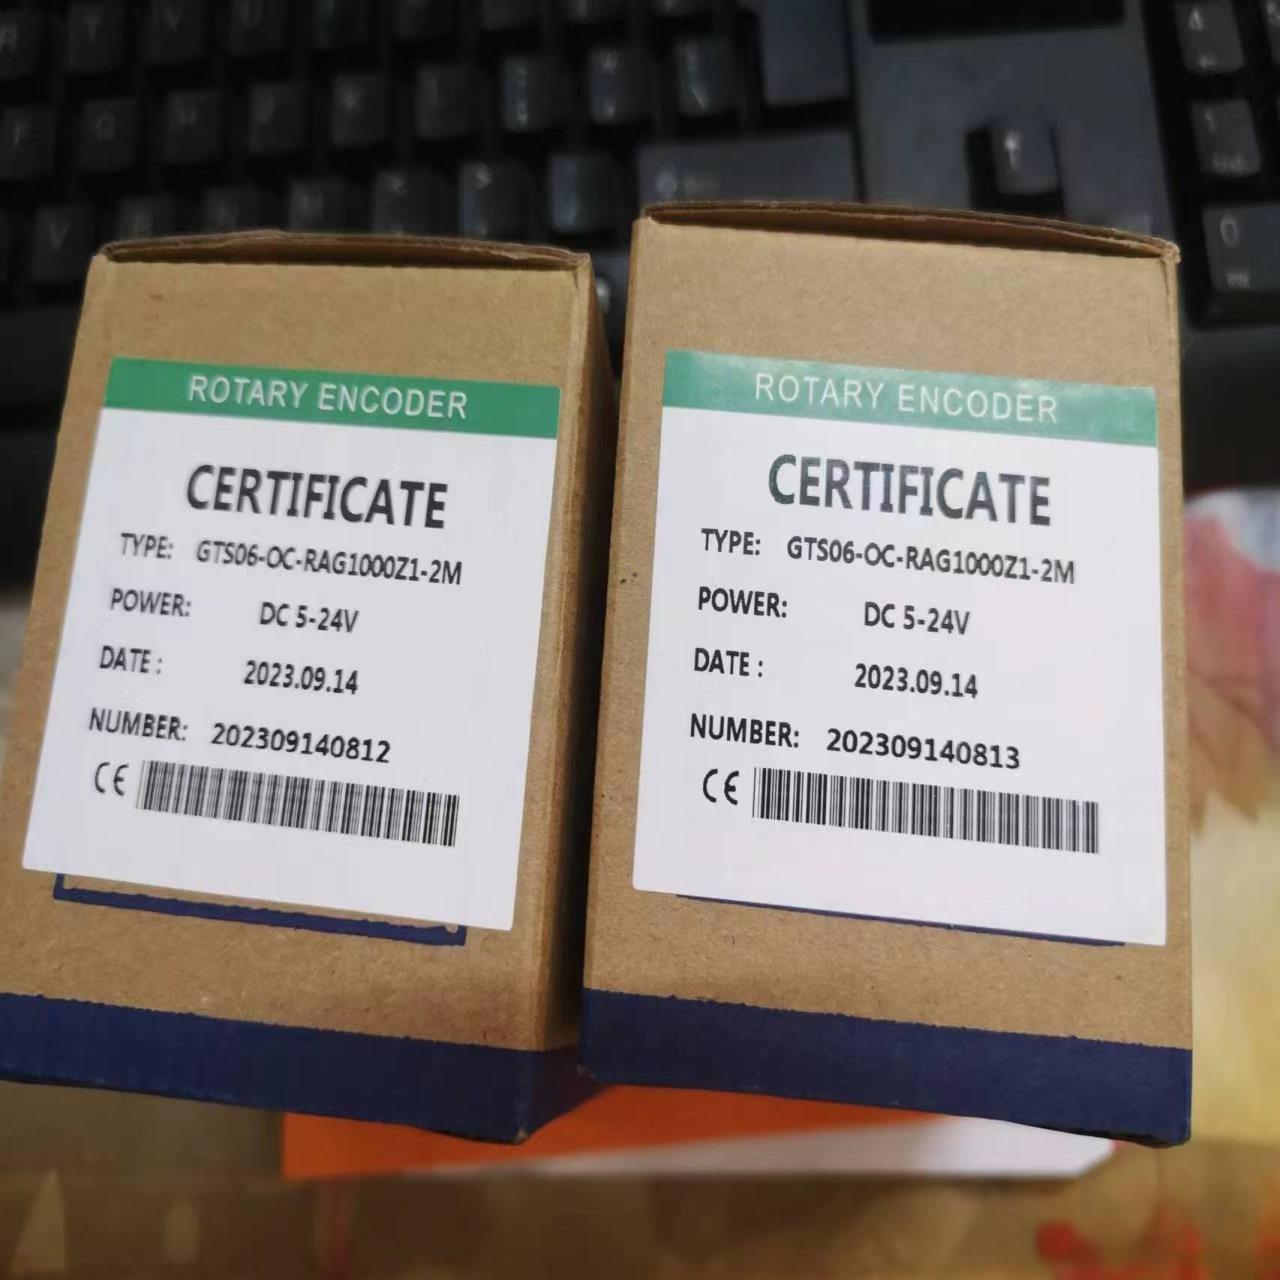 ROTARY ENCODER
CERTIFICATE
TYPE: GTS06-OC-RAG1000Z1-2M
POWER: DC 5-24V
DATE : 2023.09.14
NUMBER: 202309140812
CE
ROTARY ENCODER
CERTIFICATE
TYPE: GTS06-OC-RAG1000Z1-2M
POWER: DC 5-24V
DATE : 2023.09.14
NUMBER: 202309140813
CE